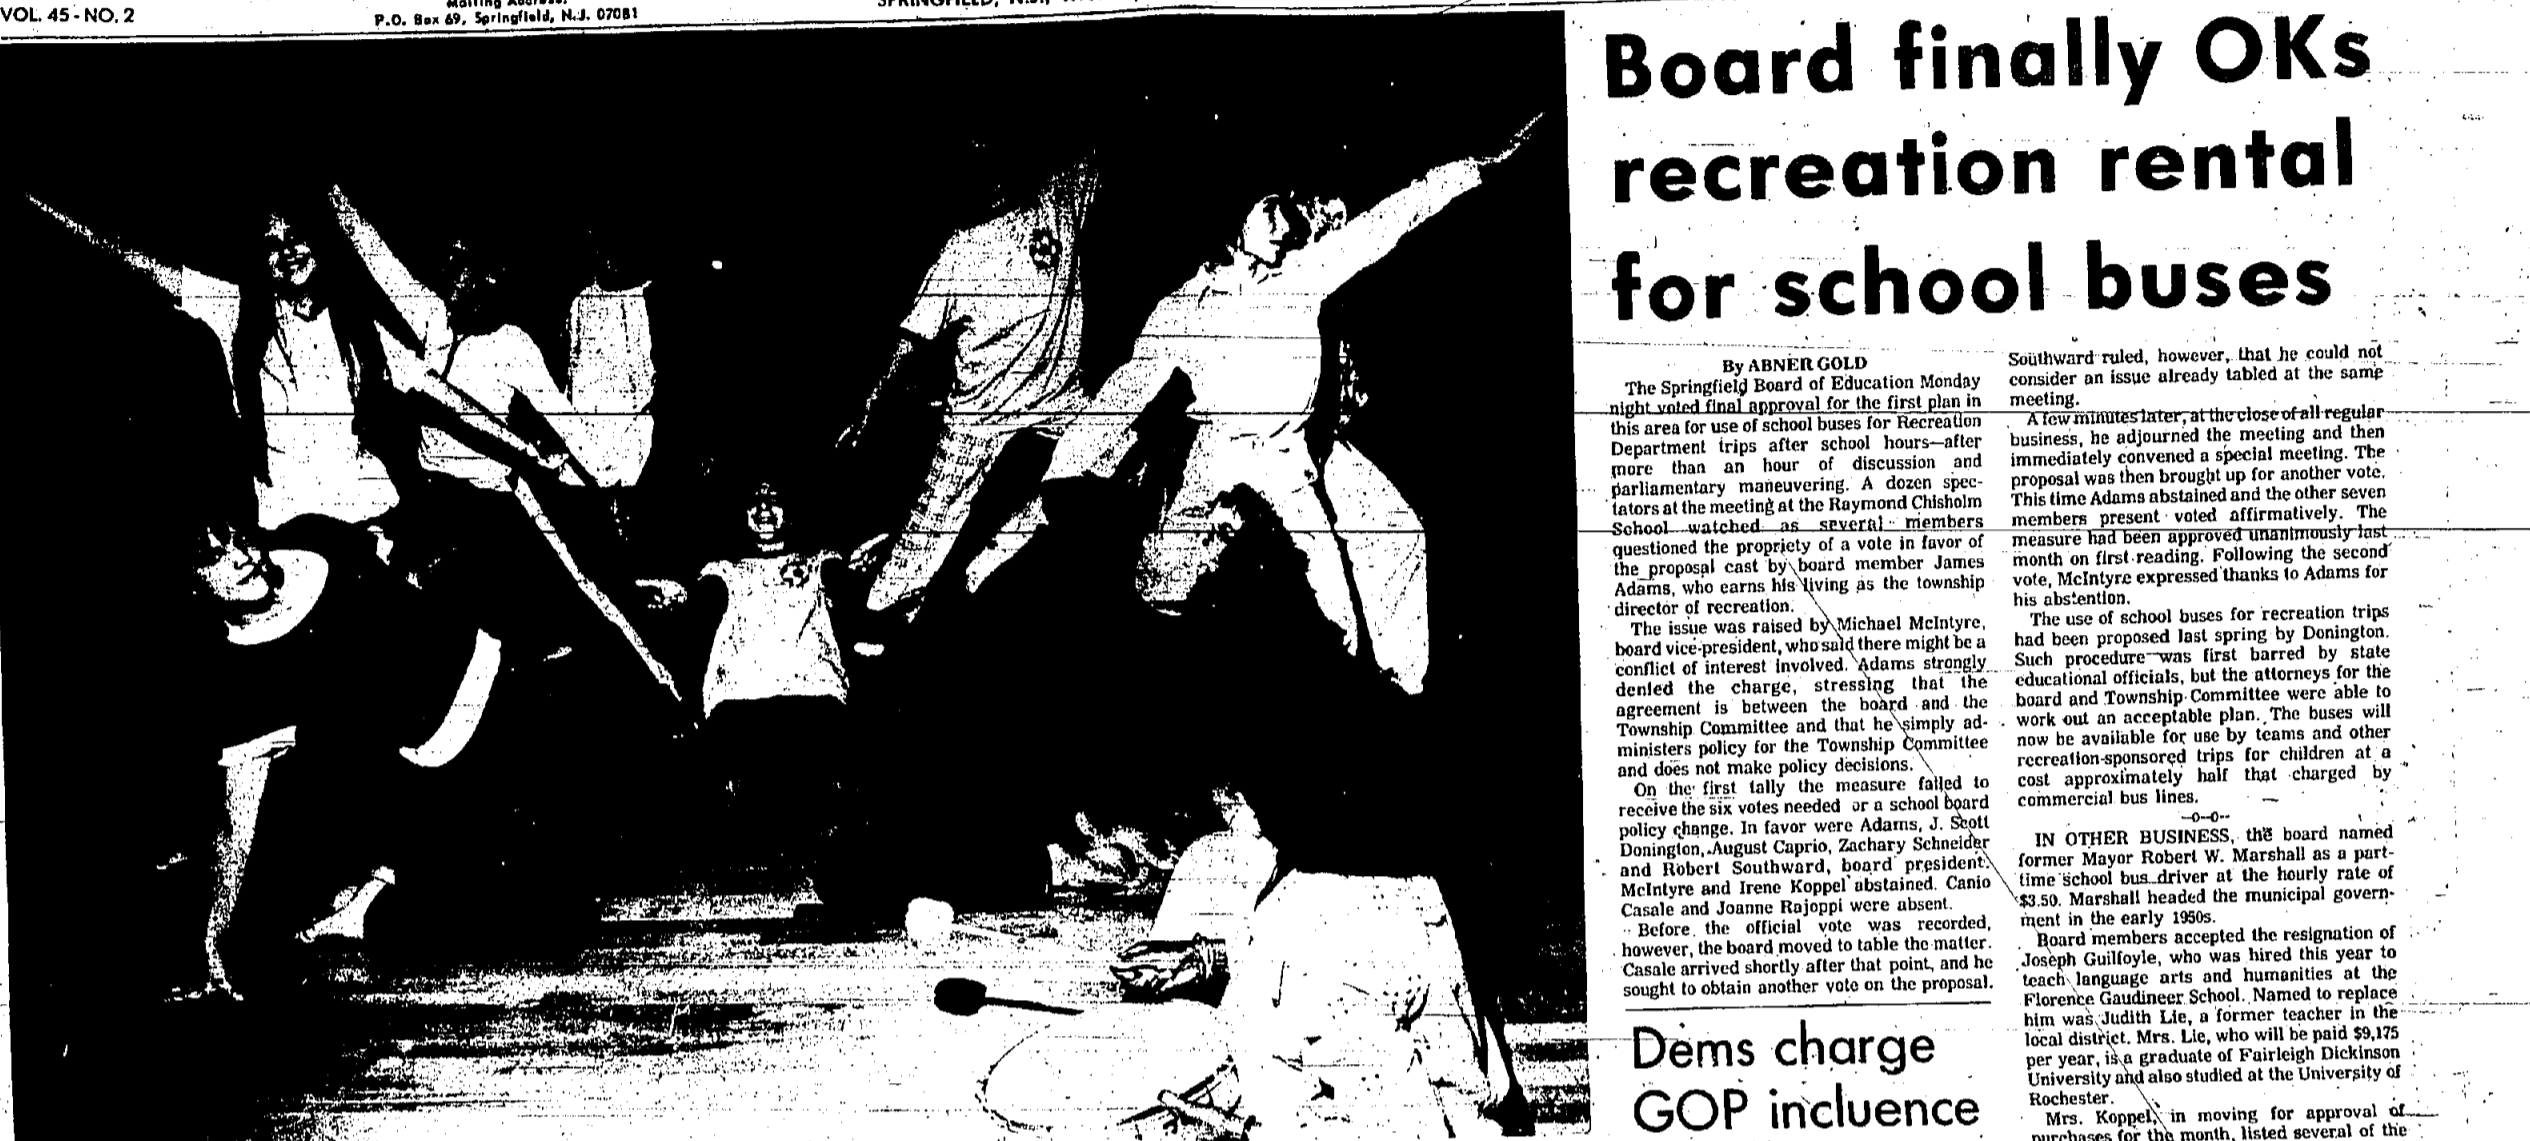 VOL. 45 - NO. 2
Mailing Address:
P.O. Box 69, Springfield, N.J. 07081
SPRINGFIELD, N.J.,
Board finally OKs
recreation rental
for school buses
By ABNER GOLD
The Springfield Board of Education Monday
night voted final approval for the first plan in
this area for use of school buses for Recreation
Department trips after school hours—after
more than an hour of discussion and
parliamentary maneuvering. A dozen spec-
tators at the meeting at the Raymond Chisholm
School watched as several members
questioned the propriety of a vote in favor of
the proposal cast by board member James
Adams, who earns his living as the township
director of recreation.
The issue was raised by Michael McIntyre,
board vice-president, who said there might be a
conflict of interest involved. Adams strongly
denied the charge, stressing that the
agreement is between the board and the
Township Committee and that he simply ad-
ministers policy for the Township Committee
and does not make policy decisions.
On the first tally the measure failed to
receive the six votes needed or a school board
policy change. In favor were Adams, J. Scott
Donington, August Caprio, Zachary Schneider
and Robert Southward, board president.
McIntyre and Irene Koppel abstained. Canio
Casale and Joanne Rajoppi were absent.
Before the official vote was recorded,
however, the board moved to table the matter.
Casale arrived shortly after that point, and he
sought to obtain another vote on the proposal.
Dems charge
GOP incluence
Southward ruled, however, that he could not
consider an issue already tabled at the same
meeting.
A few minutes later, at the close of all regular
business, he adjourned the meeting and then
immediately convened a special meeting. The
proposal was then brought up for another vote.
This time Adams abstained and the other seven
members present voted affirmatively. The
measure had been approved unanimously last
month on first reading. Following the second
vote, McIntyre expressed thanks to Adams for
his abstention.
The use of school buses for recreation trips
had been proposed last spring by Donington.
Such procedure was first barred by state
educational officials, but the attorneys for the
board and Township Committee were able to
work out an acceptable plan. The buses will
now be available for use by teams and other
recreation-sponsored trips for children at a
cost approximately half that charged by
commercial bus lines.
--o--o--
IN OTHER BUSINESS, the board named
former Mayor Robert W. Marshall as a part-
time school bus driver at the hourly rate of
$3.50. Marshall headed the municipal govern-
ment in the early 1950s.
Board members accepted the resignation of
Joseph Guilfoyle, who was hired this year to
teach language arts and humanities at the
Florence Gaudineer School. Named to replace
him was Judith Lie, a former teacher in the
local district. Mrs. Lie, who will be paid $9,175
per year, is a graduate of Fairleigh Dickinson
University and also studied at the University of
Rochester.
Mrs. Koppel, in moving for approval of
purchases for the month, listed several of the